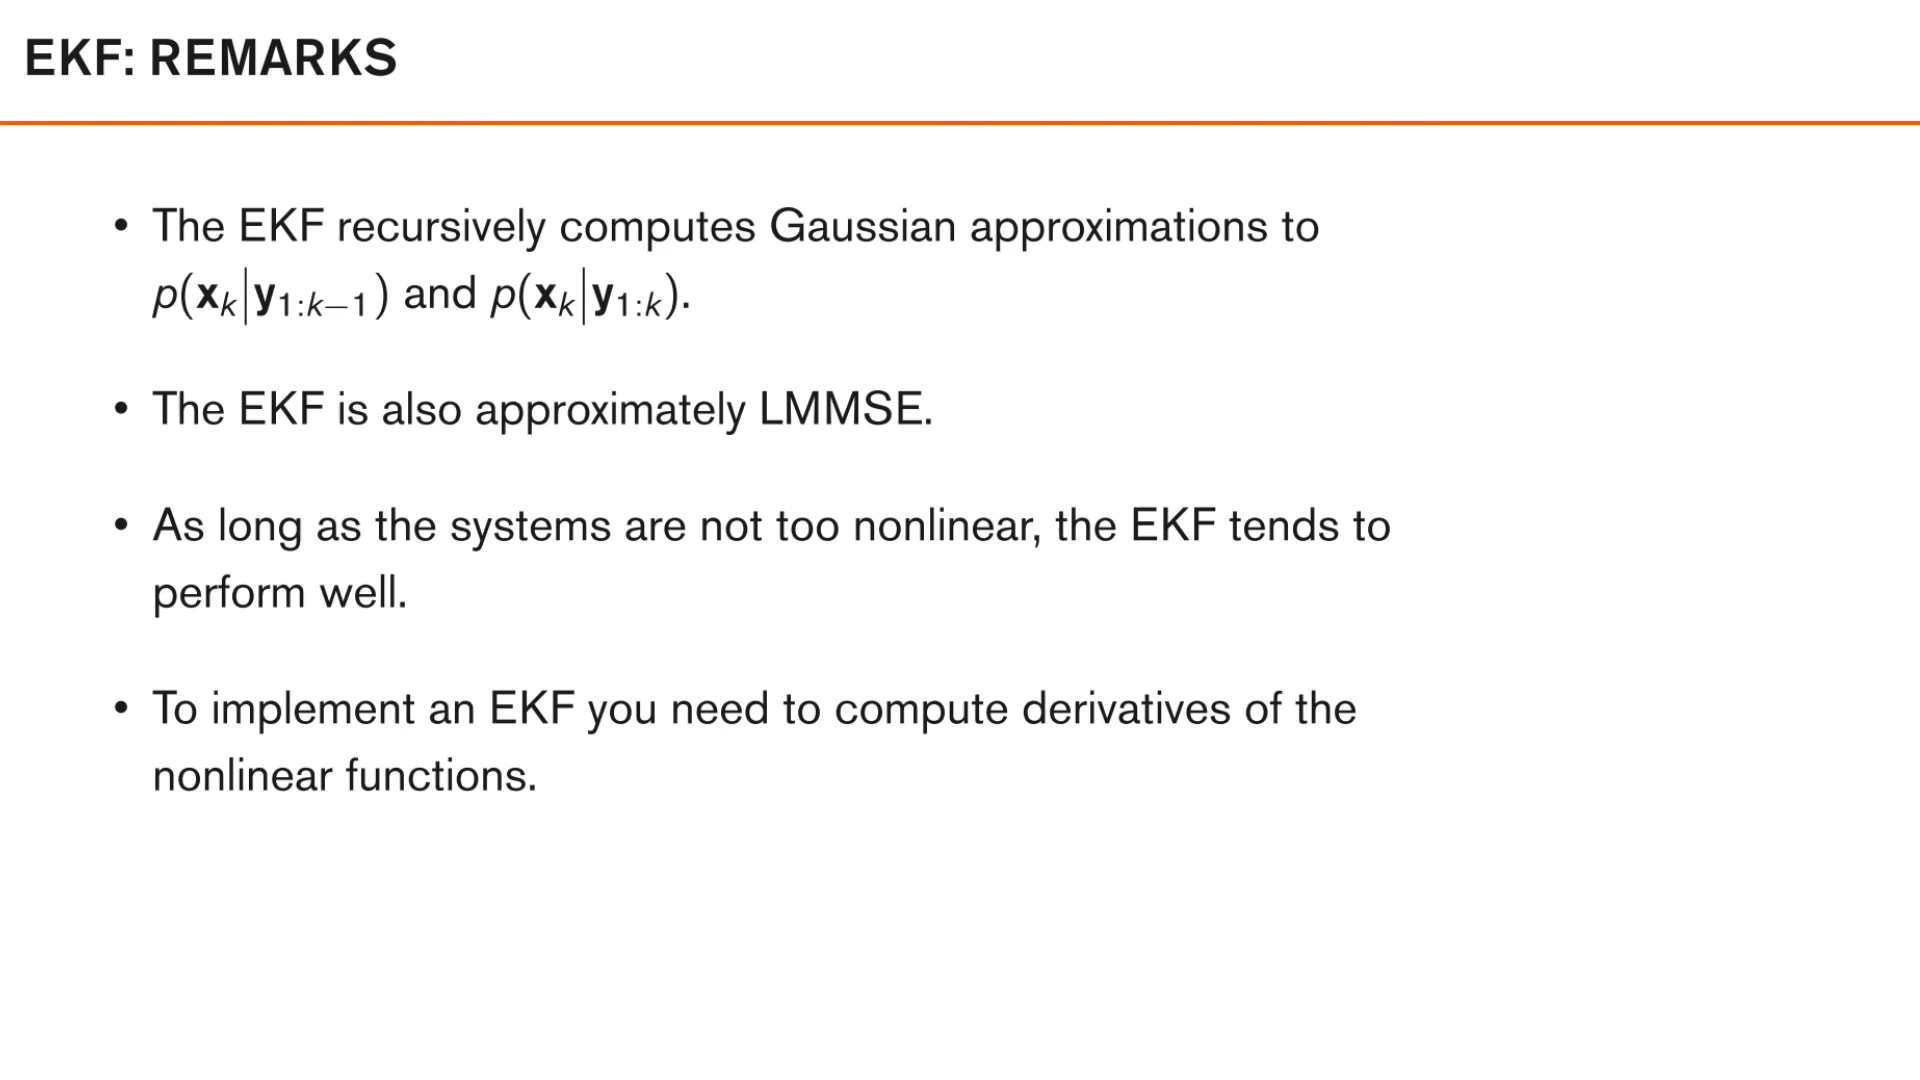 EKF: REMARKS
• The EKF recursively computes Gaussian approximations to
p(𝐱ₖ|𝐲₁:ₖ₋₁) and p(𝐱ₖ|𝐲₁:ₖ).
• The EKF is also approximately LMMSE.
• As long as the systems are not too nonlinear, the EKF tends to
perform well.
• To implement an EKF you need to compute derivatives of the
nonlinear functions.